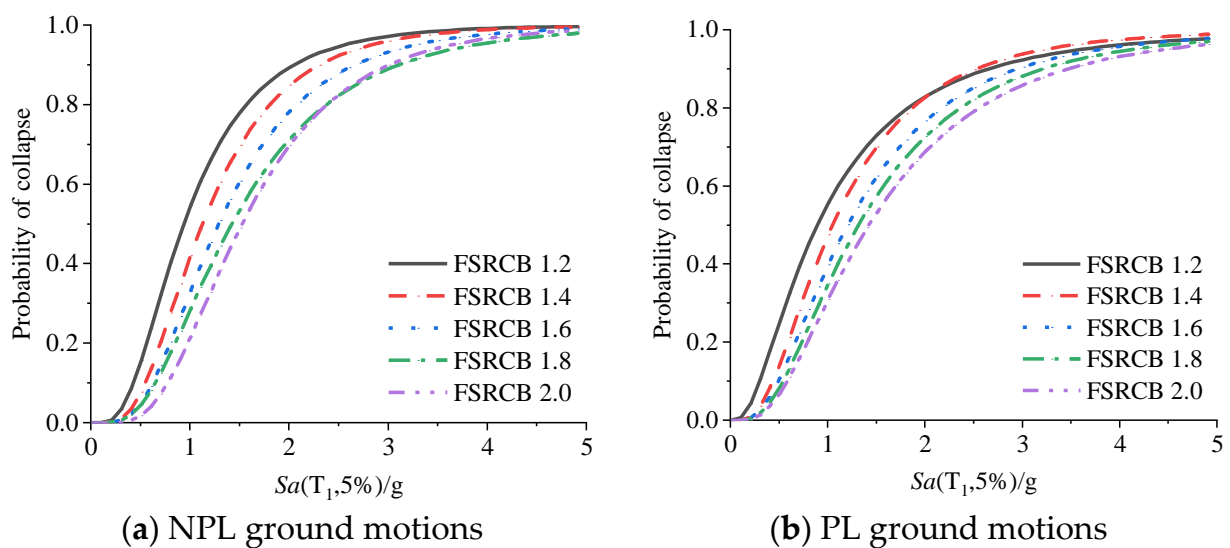 1.0
0.8
0.6
0.4
0.2
0.0
Probability of collapse
FSRCB 1.2
FSRCB 1.4
FSRCB 1.6
FSRCB 1.8
FSRCB 2.0
0 1 2 3 4 5
Sa(T₁,5%)/g
(a) NPL ground motions
1.0
0.8
0.6
0.4
0.2
0.0
Probability of collapse
FSRCB 1.2
FSRCB 1.4
FSRCB 1.6
FSRCB 1.8
FSRCB 2.0
0 1 2 3 4 5
Sa(T₁,5%)/g
(b) PL ground motions